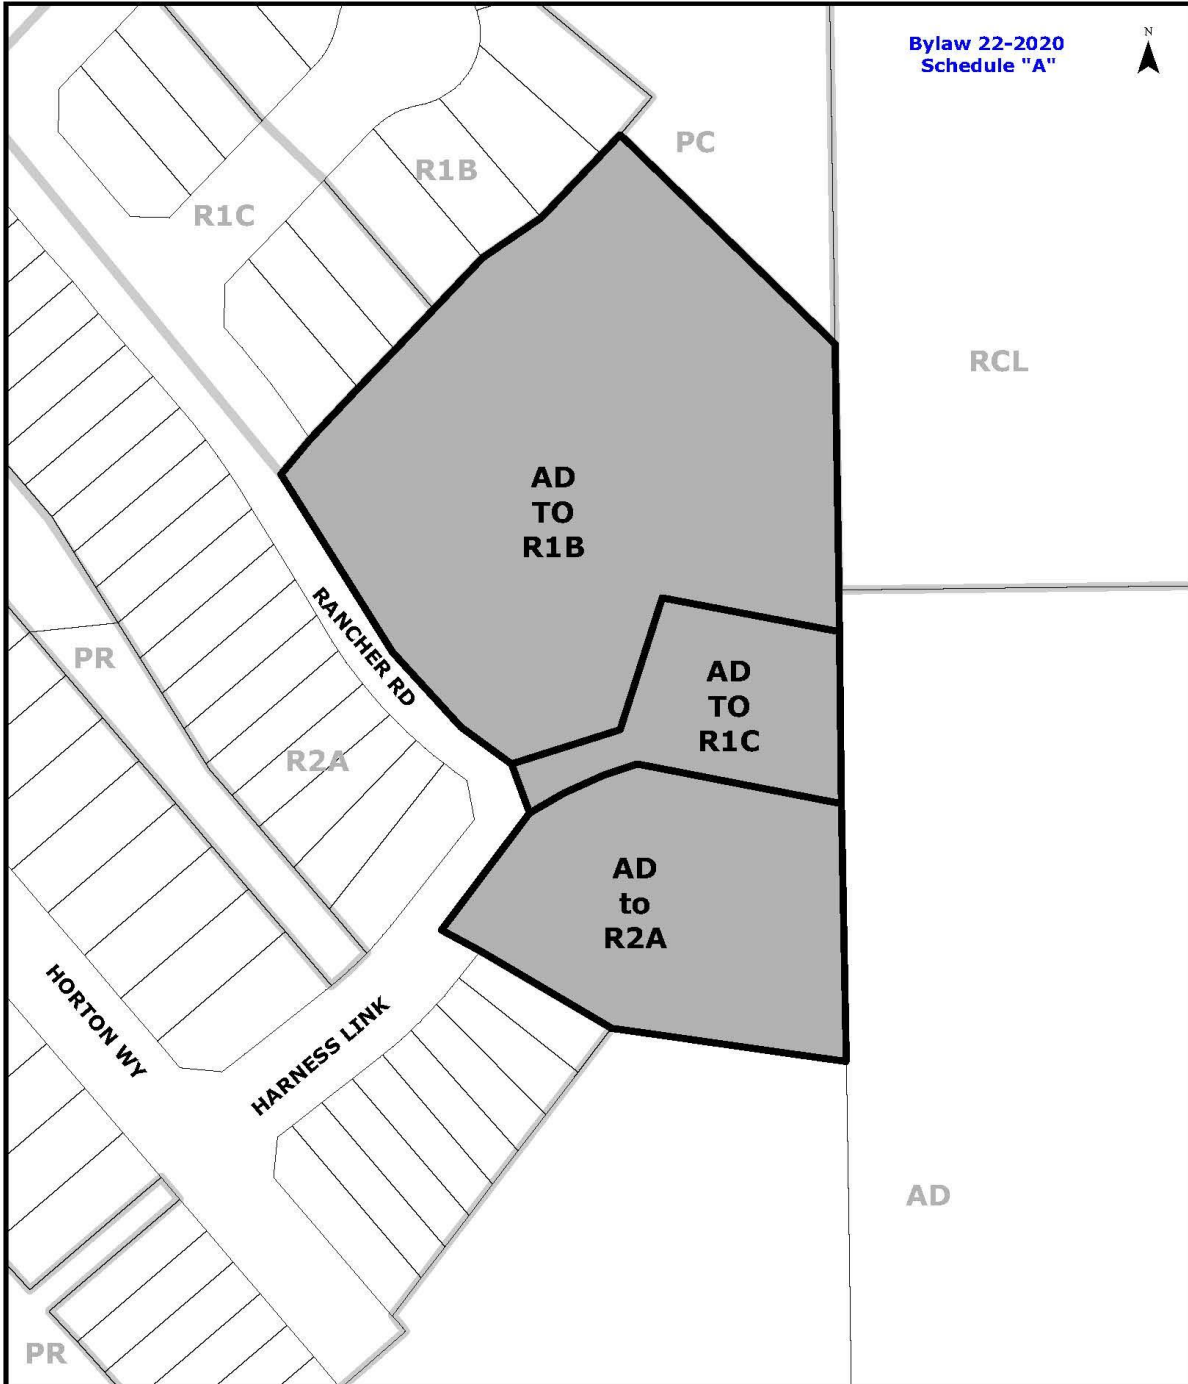 Bylaw 22-2020
Schedule "A"
N
PC
R1B
R1C
RCL
AD
TO
R1B
RANCHER RD
PR
AD
TO
R1C
R2A
AD
to
R2A
HORTON WY
HARNESS LINK
AD
PR